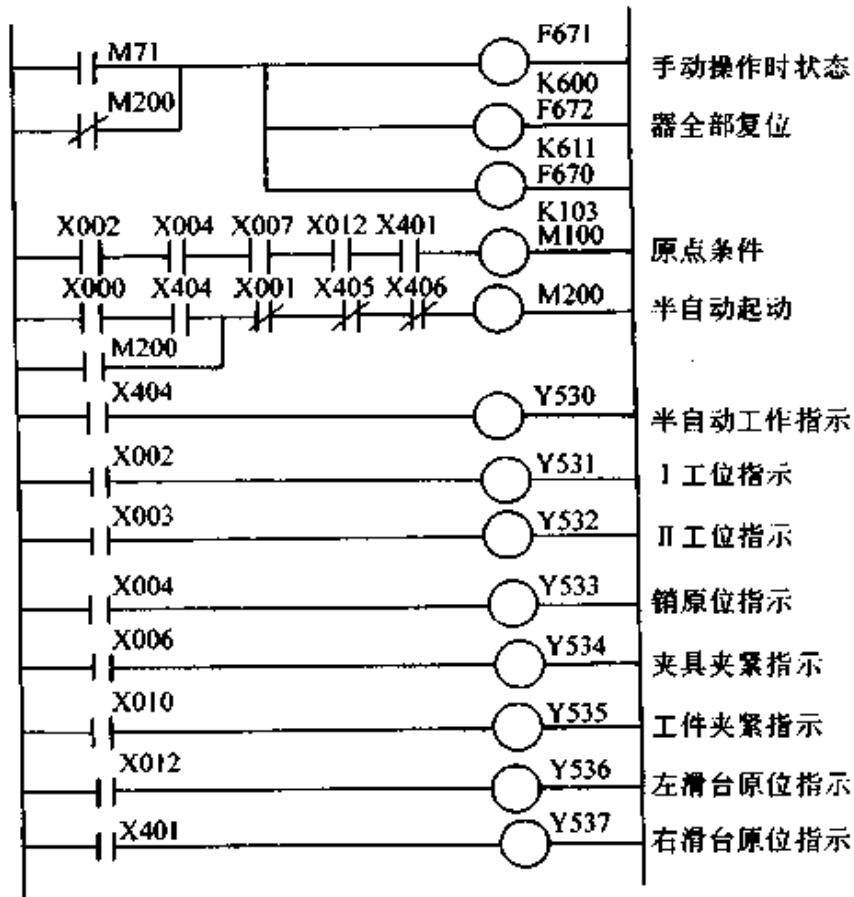 M71 F671 手动操作时状态
K600
M200 F672 器全部复位
K611
F670
K103
X002 X004 X007 X012 X401 M100 原点条件
X000 X404 X001 X405 X406 M200 半自动起动
M200
X404 Y530 半自动工作指示
X002 Y531 Ⅰ工位指示
X003 Y532 Ⅱ工位指示
X004 Y533 销原位指示
X006 Y534 夹具夹紧指示
X010 Y535 工件夹紧指示
X012 Y536 左滑台原位指示
X401 Y537 右滑台原位指示